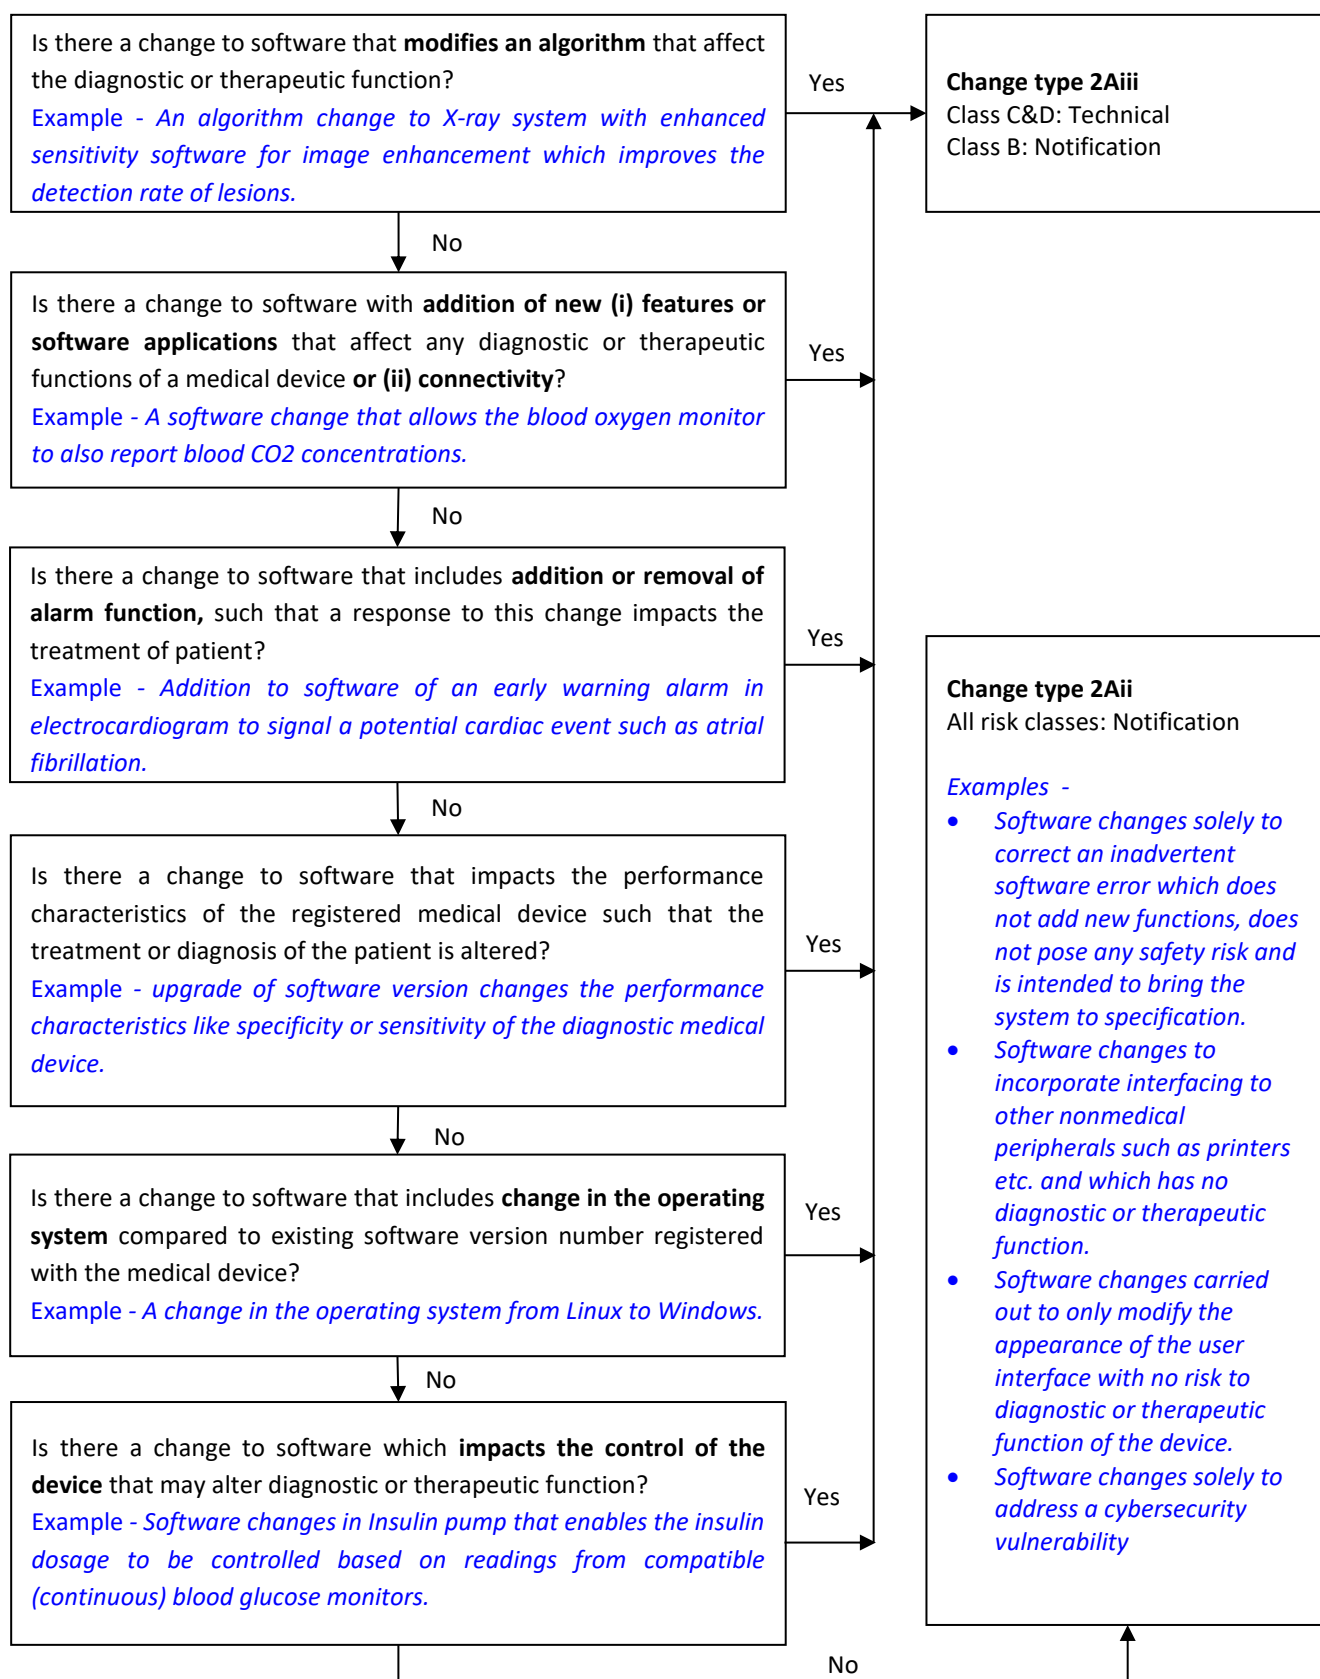 Is there a change to software that modifies an algorithm that affect
the diagnostic or therapeutic function?
Example - An algorithm change to X-ray system with enhanced
sensitivity software for image enhancement which improves the
detection rate of lesions.
Yes
Change type 2Aiii
Class C&D: Technical
Class B: Notification
No
Is there a change to software with addition of new (i) features or
software applications that affect any diagnostic or therapeutic
functions of a medical device or (ii) connectivity?
Example - A software change that allows the blood oxygen monitor
to also report blood CO2 concentrations.
Yes
No
Is there a change to software that includes addition or removal of
alarm function, such that a response to this change impacts the
treatment of patient?
Example - Addition to software of an early warning alarm in
electrocardiogram to signal a potential cardiac event such as atrial
fibrillation.
Yes
No
Is there a change to software that impacts the performance
characteristics of the registered medical device such that the
treatment or diagnosis of the patient is altered?
Example - upgrade of software version changes the performance
characteristics like specificity or sensitivity of the diagnostic medical
device.
Yes
No
Is there a change to software that includes change in the operating
system compared to existing software version number registered
with the medical device?
Example - A change in the operating system from Linux to Windows.
Yes
No
Is there a change to software which impacts the control of the
device that may alter diagnostic or therapeutic function?
Example - Software changes in Insulin pump that enables the insulin
dosage to be controlled based on readings from compatible
(continuous) blood glucose monitors.
Yes
No
Change type 2Aii
All risk classes: Notification
Examples -
• Software changes solely to
correct an inadvertent
software error which does
not add new functions, does
not pose any safety risk and
is intended to bring the
system to specification.
• Software changes to
incorporate interfacing to
other nonmedical
peripherals such as printers
etc. and which has no
diagnostic or therapeutic
function.
• Software changes carried
out to only modify the
appearance of the user
interface with no risk to
diagnostic or therapeutic
function of the device.
• Software changes solely to
address a cybersecurity
vulnerability